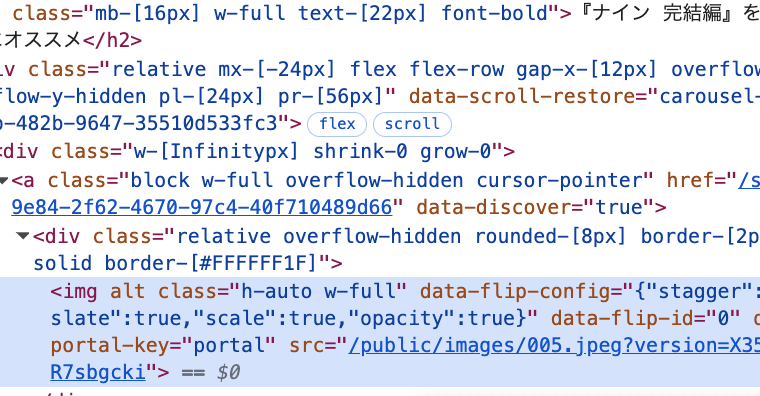 class="mb-[16px] w-full text-[22px] font-bold">『ナイン 完結編』を
オススメ</h2>
iv class="relative mx-[-24px] flex flex-row gap-x-[12px] overflow
flow-y-hidden pl-[24px] pr-[56px]" data-scroll-restore="carousel-
-482b-9647-35510d533fc3"> flex scroll
<div class="w-[Infinitypx] shrink-0 grow-0">
<a class="block w-full overflow-hidden cursor-pointer" href="/s
9e84-2f62-4670-97c4-40f710489d66" data-discover="true">
<div class="relative overflow-hidden rounded-[8px] border-[2p
solid border-[#FFFFFF1F]">
<img alt class="h-auto w-full" data-flip-config="{"stagger":
slate":true,"scale":true,"opacity":true}" data-flip-id="0" d
portal-key="portal" src="/public/images/005.jpeg?version=X35
R7sbgcki"> == $0